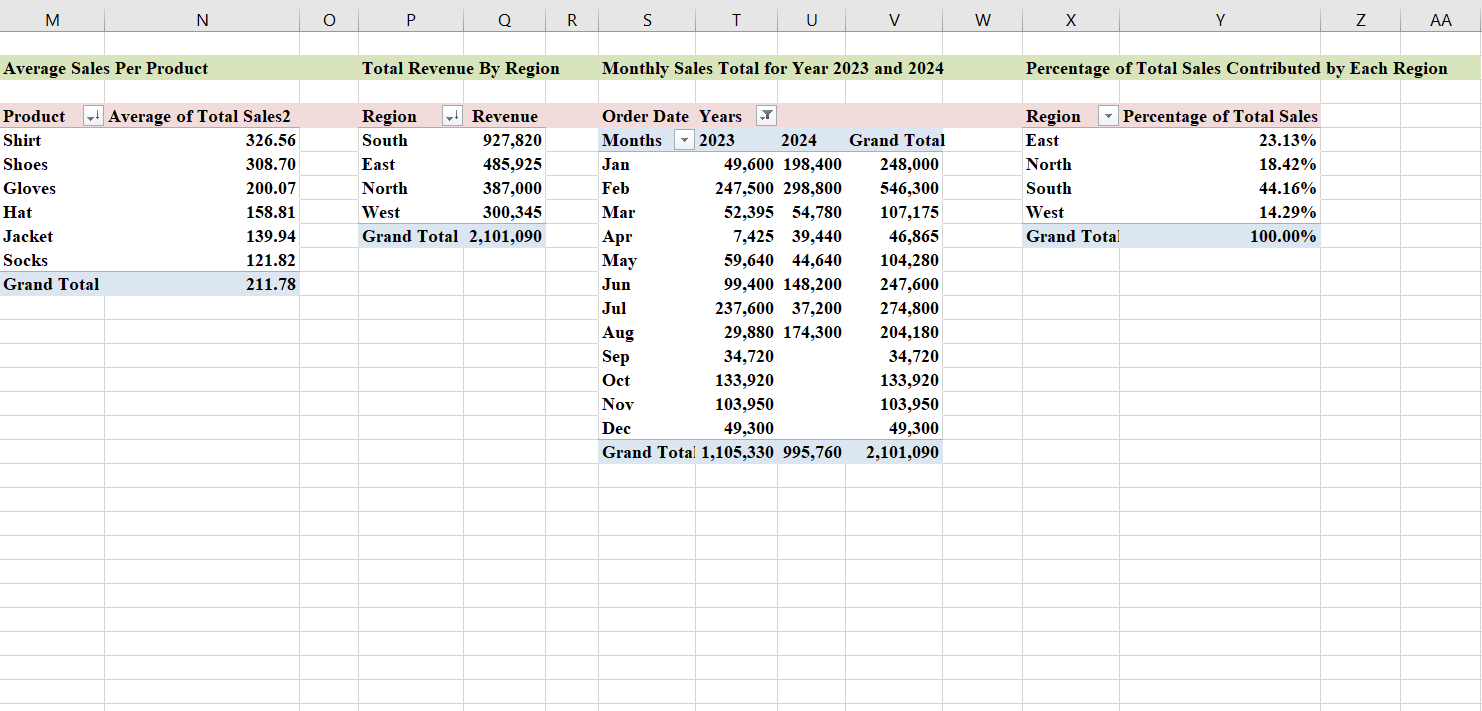 M N O P Q R S T U V W X Y Z AA
Average Sales Per Product Total Revenue By Region Monthly Sales Total for Year 2023 and 2024 Percentage of Total Sales Contributed by Each Region
Product Average of Total Sales2 Region Revenue Order Date Years Region Percentage of Total Sales
Shirt 326.56 South 927,820 Months 2023 2024 Grand Total East 23.13%
Shoes 308.70 East 485,925 Jan 49,600 198,400 248,000 North 18.42%
Gloves 200.07 North 387,000 Feb 247,500 298,800 546,300 South 44.16%
Hat 158.81 West 300,345 Mar 52,395 54,780 107,175 West 14.29%
Jacket 139.94 Grand Total 2,101,090 Apr 7,425 39,440 46,865 Grand Total 100.00%
Socks 121.82 May 59,640 44,640 104,280
Grand Total 211.78 Jun 99,400 148,200 247,600
Jul 237,600 37,200 274,800
Aug 29,880 174,300 204,180
Sep 34,720 34,720
Oct 133,920 133,920
Nov 103,950 103,950
Dec 49,300 49,300
Grand Total 1,105,330 995,760 2,101,090